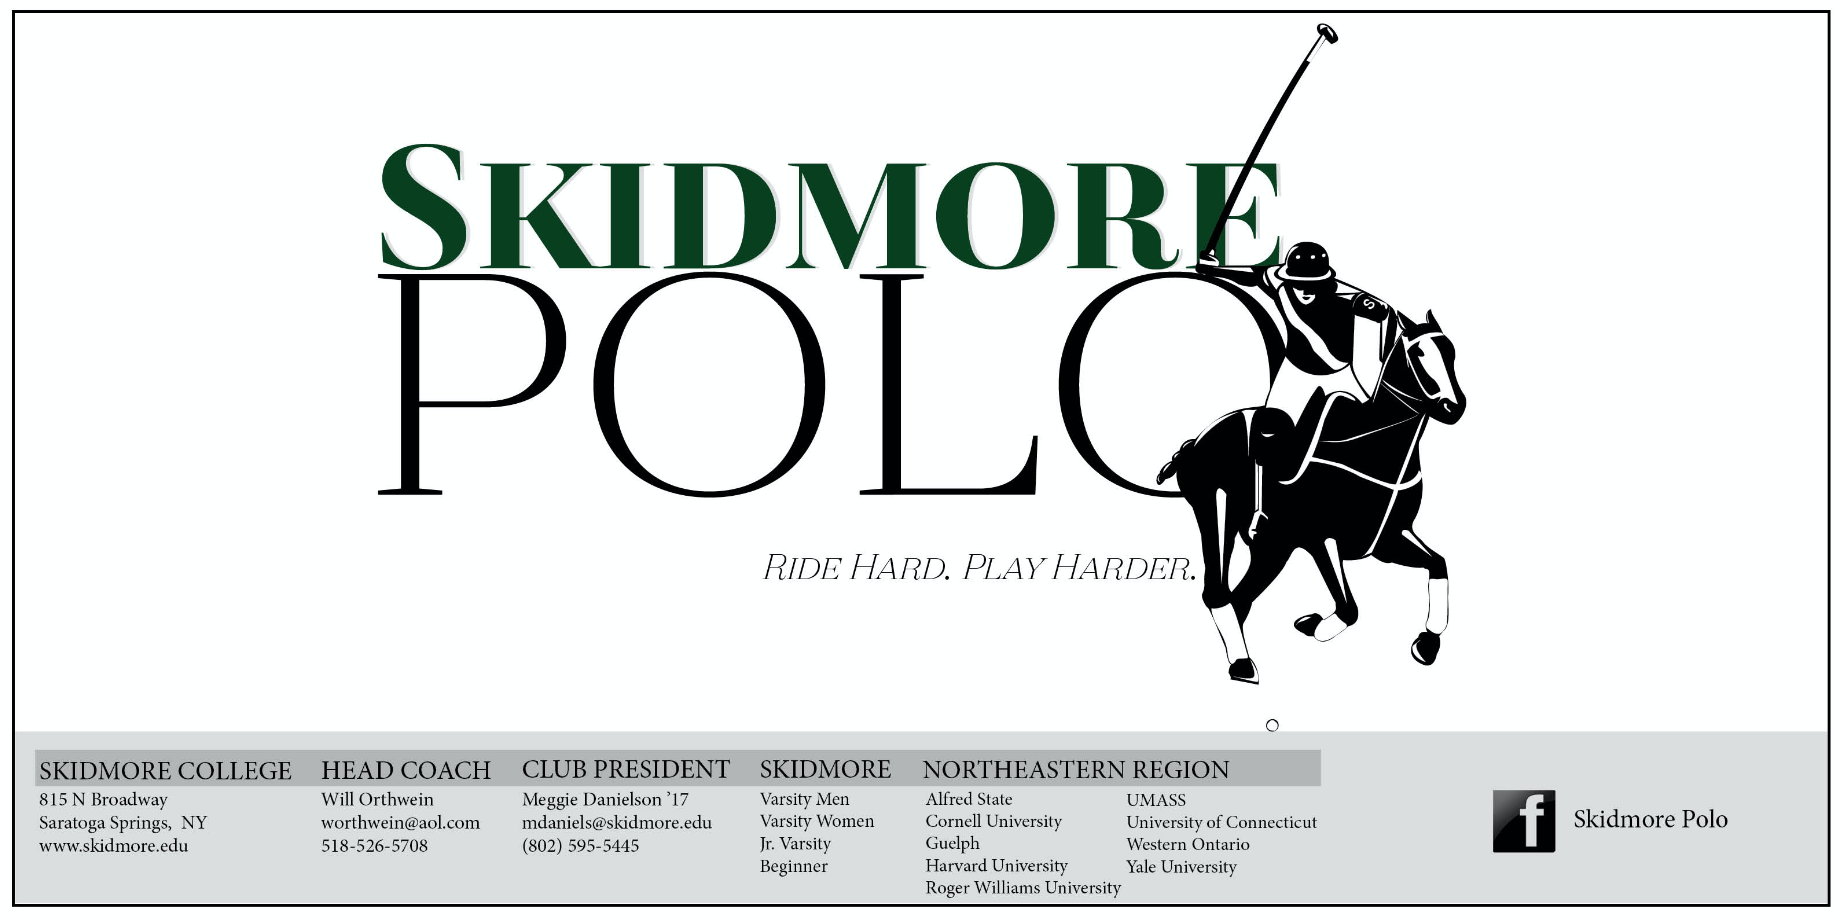 SKIDMORE
POLO
RIDE HARD. PLAY HARDER.
S
SKIDMORE COLLEGE
815 N Broadway
Saratoga Springs, NY
www.skidmore.edu
HEAD COACH
Will Orthwein
worthwein@aol.com
518-526-5708
CLUB PRESIDENT
Meggie Danielson ’17
mdaniels@skidmore.edu
(802) 595-5445
SKIDMORE
Varsity Men
Varsity Women
Jr. Varsity
Beginner
NORTHEASTERN REGION
Alfred State
Cornell University
Guelph
Harvard University
Roger Williams University
UMASS
University of Connecticut
Western Ontario
Yale University
f
Skidmore Polo